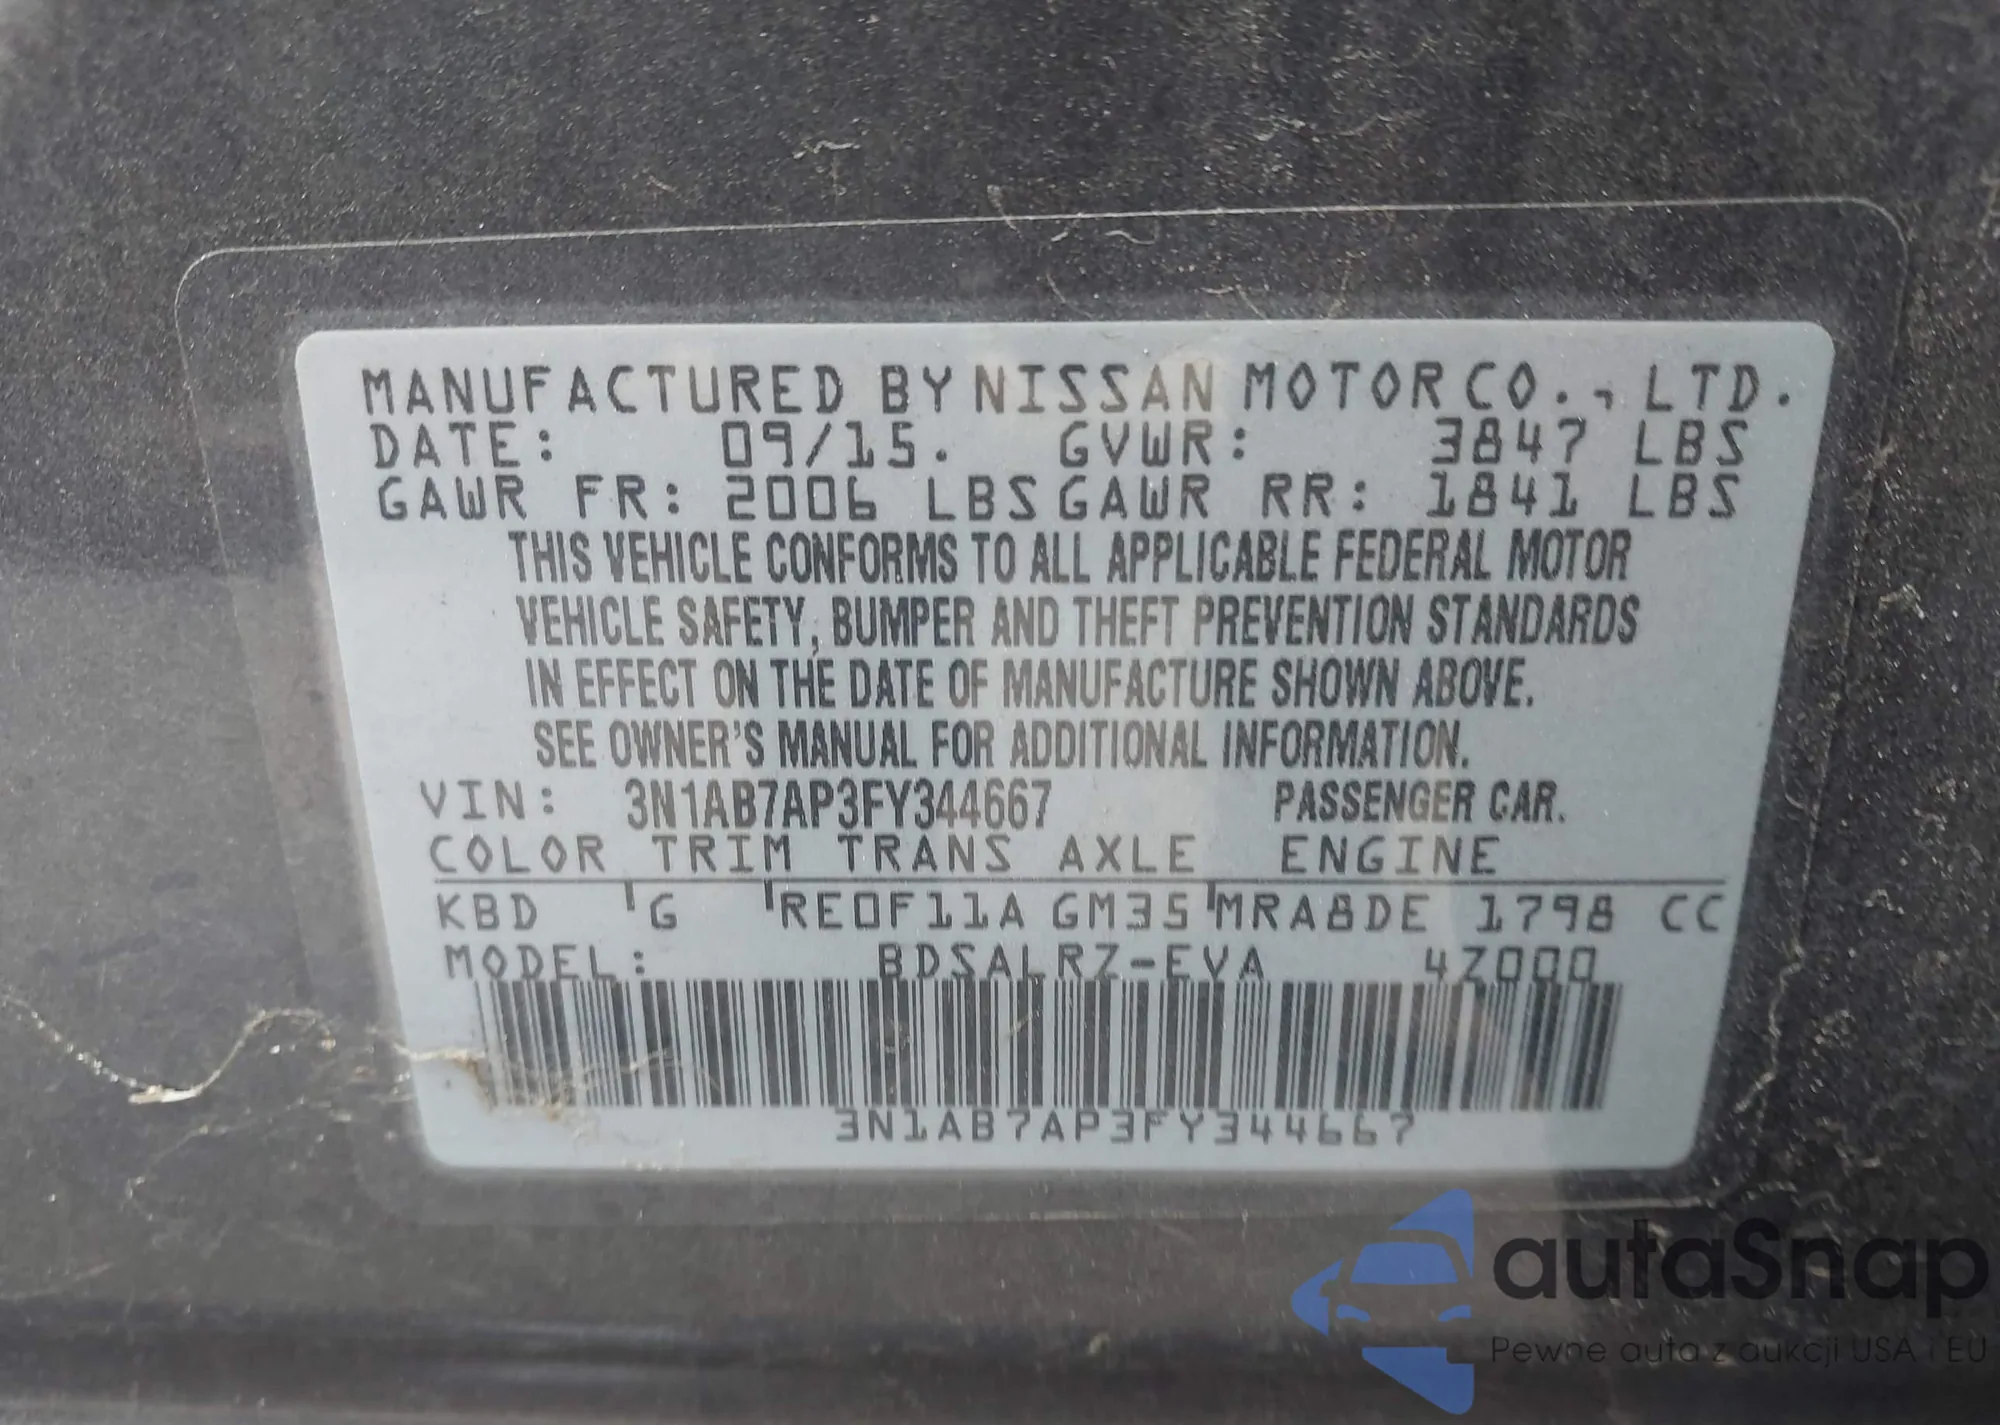 MANUFACTURED BY NISSAN MOTOR CO., LTD.
DATE: 09/15. GVWR: 3847 LBS
GAWR FR: 2006 LBS GAWR RR: 1841 LBS
THIS VEHICLE CONFORMS TO ALL APPLICABLE FEDERAL MOTOR
VEHICLE SAFETY, BUMPER AND THEFT PREVENTION STANDARDS
IN EFFECT ON THE DATE OF MANUFACTURE SHOWN ABOVE.
SEE OWNER'S MANUAL FOR ADDITIONAL INFORMATION.
VIN: 3N1AB7AP3FY344667 PASSENGER CAR.
COLOR TRIM TRANS AXLE ENGINE
KBD G RE0F11A GM35 MRA8DE 1798 CC
MODEL: BDSALRZ-EVA 4Z000
3N1AB7AP3FY344667
autaSnap
Pewne auta z aukcji USA i EU